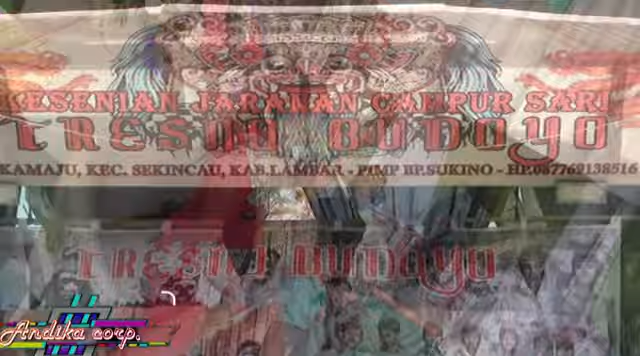 KESENIAN JARANAN CAMPUR SARI
TRESNO BUDOYO
KAMAJU, KEC. SEKINCAU, KAB.LAMBAR - PIMP BP.SUKINO - HP.087769138516
TRESNO BUDOYO
Andika corp.